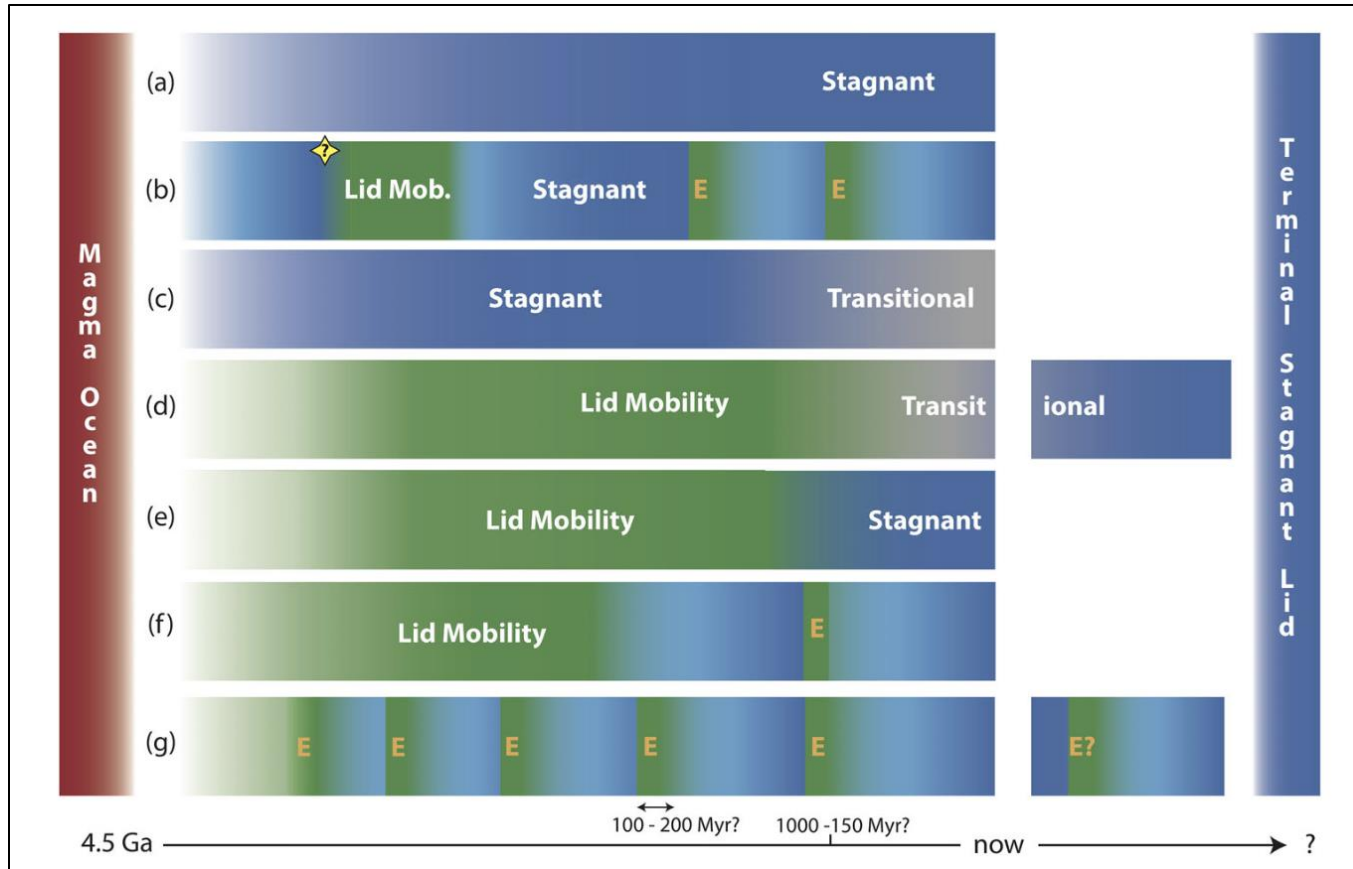 Magma Ocean
(a)
Stagnant
(b)
?
Lid Mob.
Stagnant
E
E
(c)
Stagnant
Transitional
(d)
Lid Mobility
Transit
ional
(e)
Lid Mobility
Stagnant
(f)
Lid Mobility
E
(g)
E
E
E
E
E
E?
Terminal Stagnant Lid
100 - 200 Myr?
1000 -150 Myr?
4.5 Ga
now
?